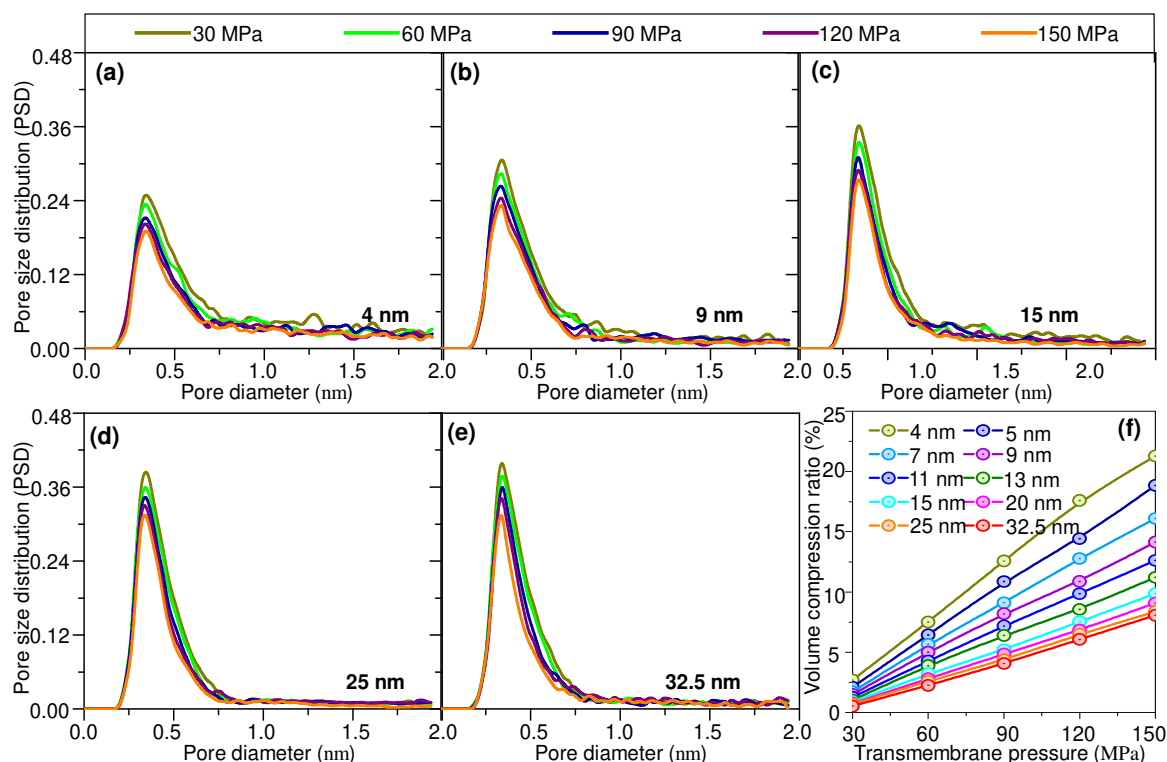 30 MPa 60 MPa 90 MPa 120 MPa 150 MPa
Pore size distribution (PSD)
0.48
0.36
0.24
0.12
0.00
(a)
4 nm
0.0 0.5 1.0 1.5 2.0
Pore diameter (nm)
(b)
9 nm
0.5 1.0 1.5 2.0
Pore diameter (nm)
(c)
15 nm
0.5 1.0 1.5 2.0
Pore diameter (nm)
Pore size distribution (PSD)
0.48
0.36
0.24
0.12
0.00
(d)
25 nm
0.0 0.5 1.0 1.5 2.0
Pore diameter (nm)
(e)
32.5 nm
0.5 1.0 1.5 2.0
Pore diameter (nm)
Volume compression ratio (%)
25
20
15
10
5
0
(f)
4 nm 5 nm
7 nm 9 nm
11 nm 13 nm
15 nm 20 nm
25 nm 32.5 nm
30 60 90 120 150
Transmembrane pressure (MPa)